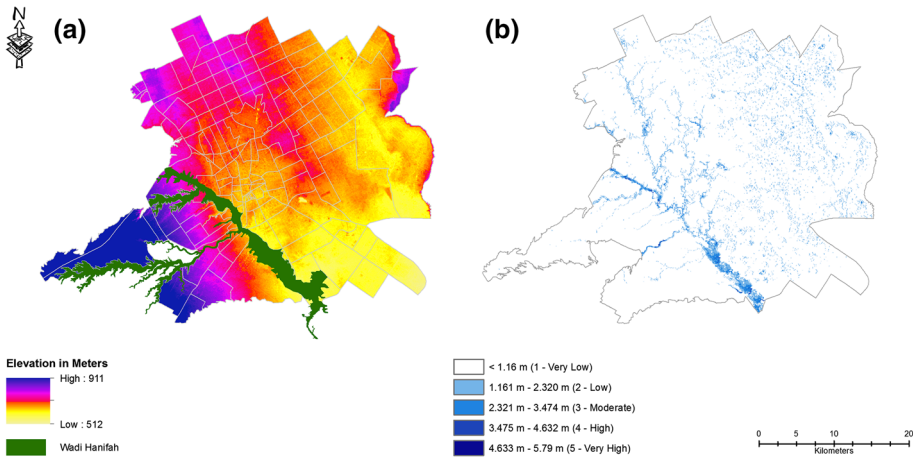 N
(a)
(b)
Elevation in Meters
High : 911
Low : 512
Wadi Hanifah
< 1.16 m (1 - Very Low)
1.161 - 2.320 m (2 - Low)
2.321 - 3.474 m (3 - Moderate)
3.475 - 4.632 m (4 - High)
4.633 - 5.79 m (5 - Very High)
0 5 10 15 20
Kilometers